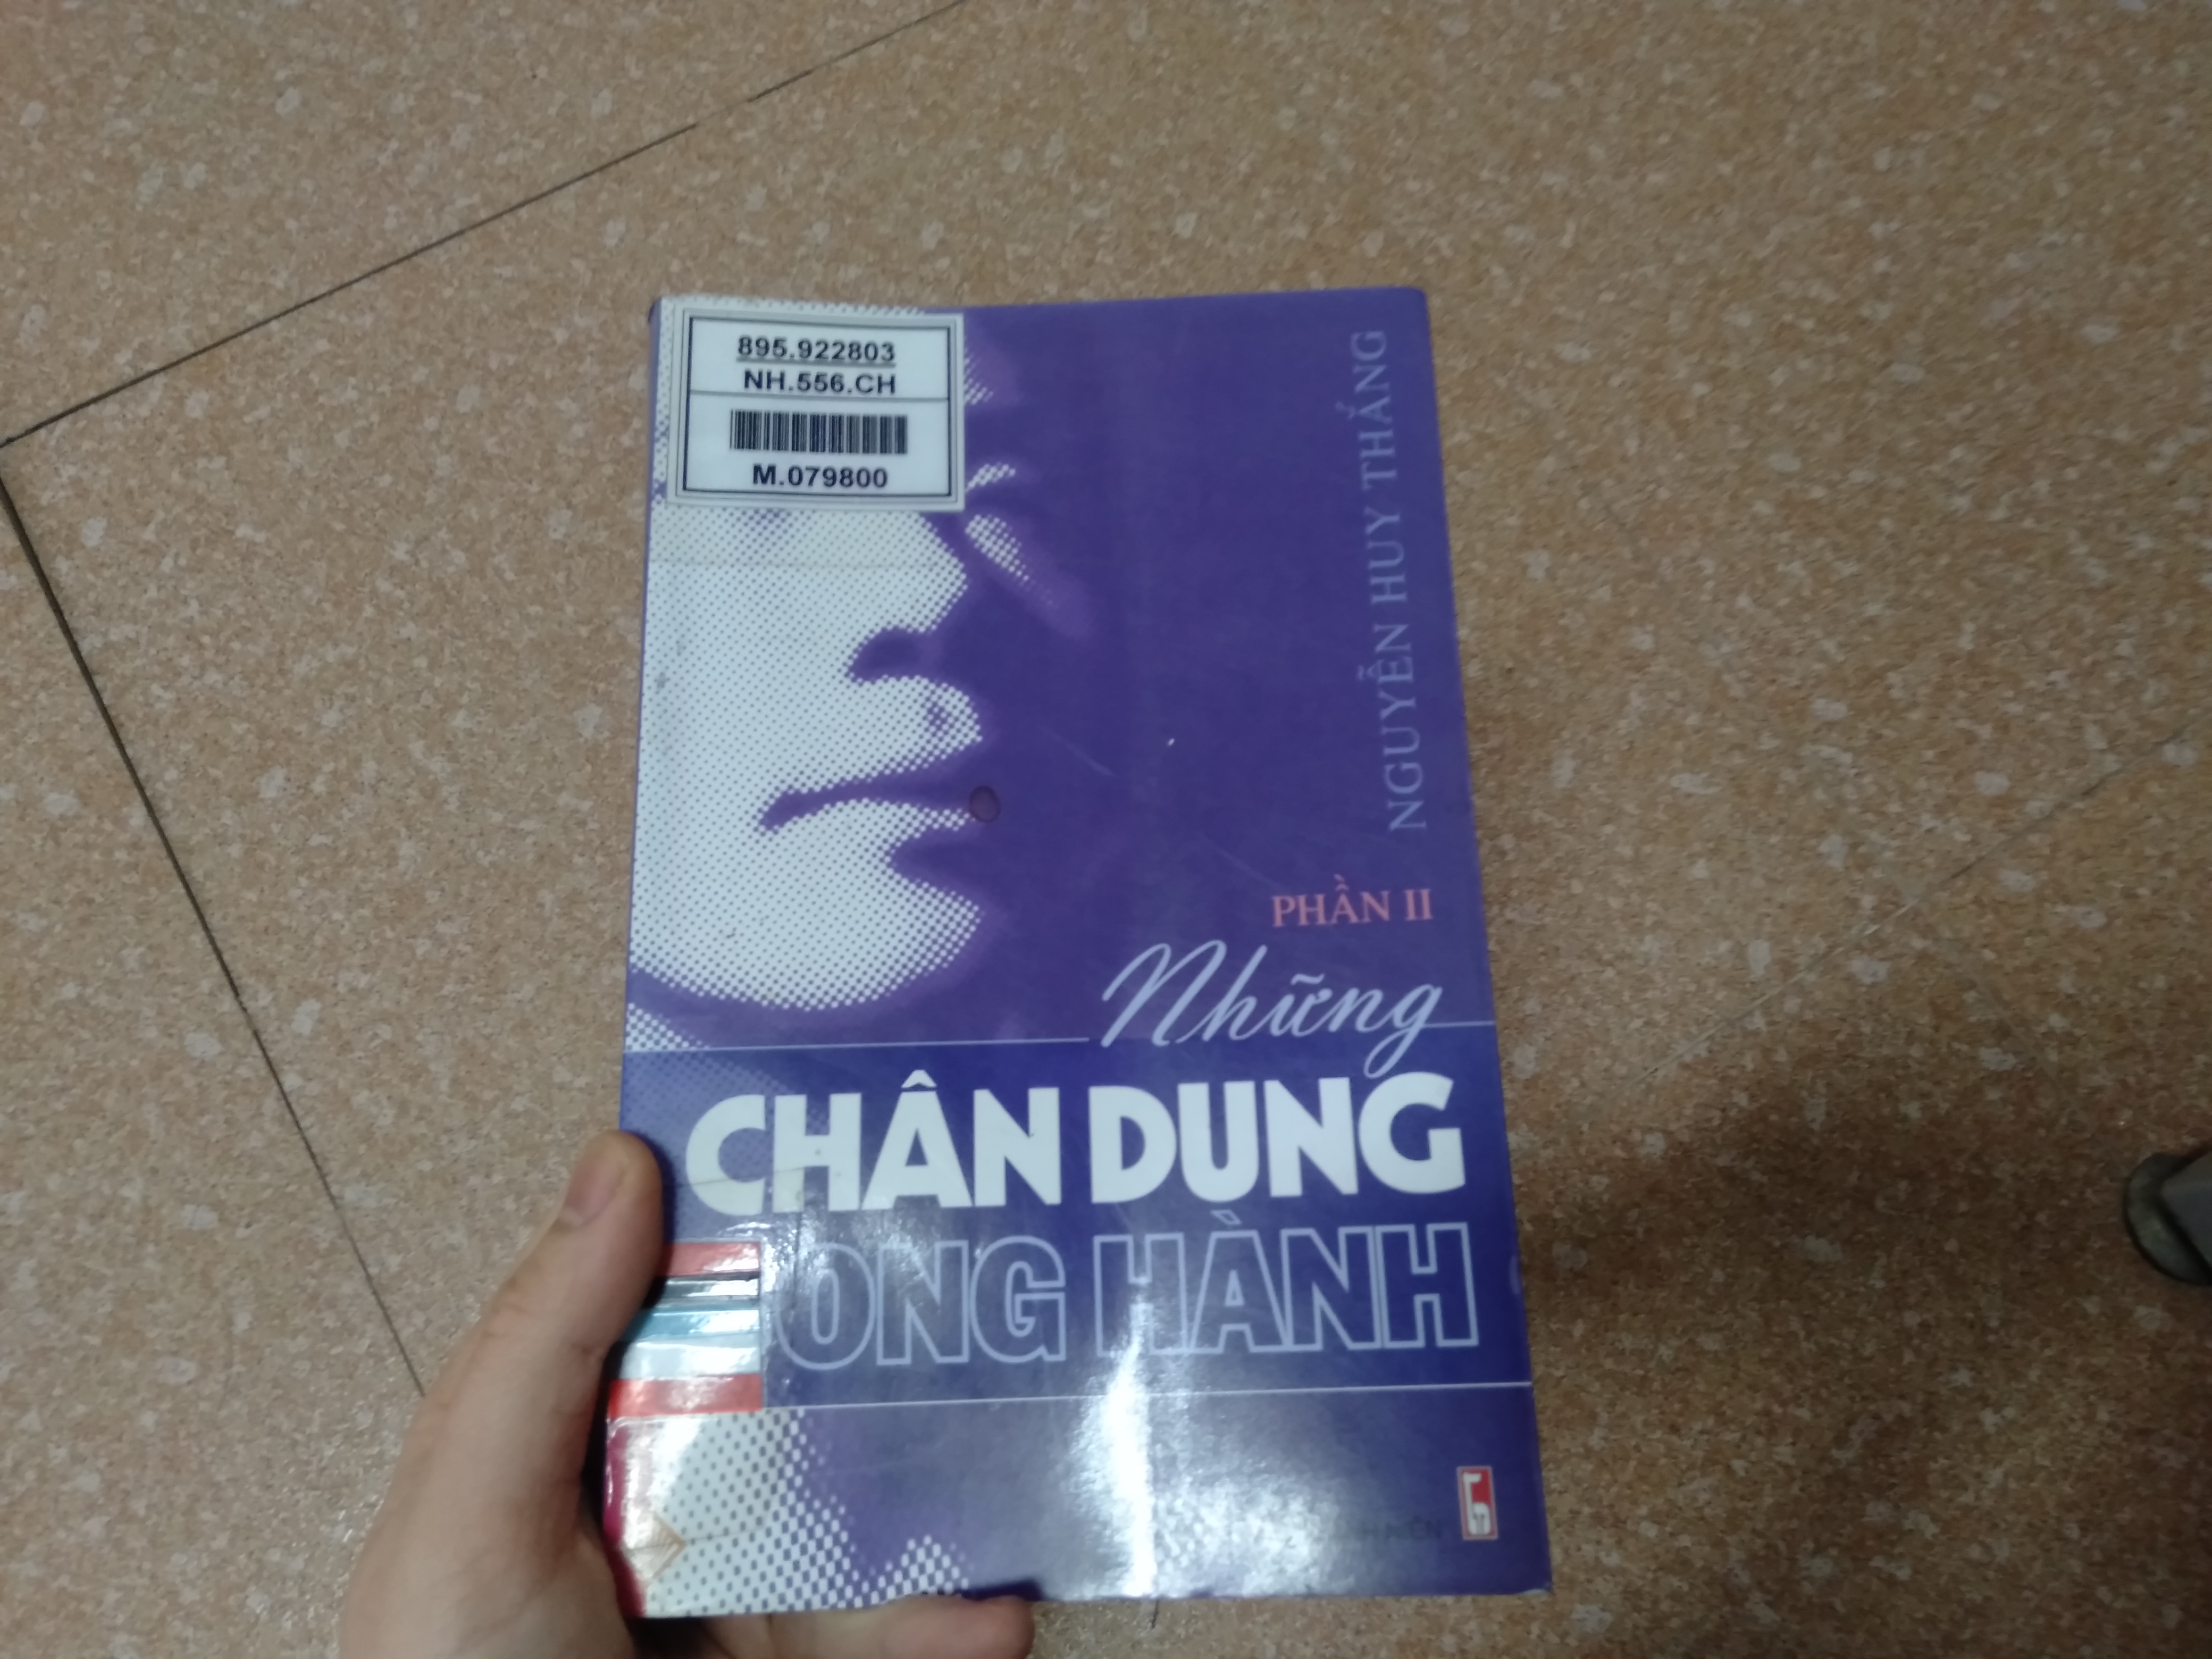 895.922803
NH.556.CH
M.079800
NGUYỄN HUY THẮNG
PHẦN II
Những
CHÂN DUNG
ONG HÀNH